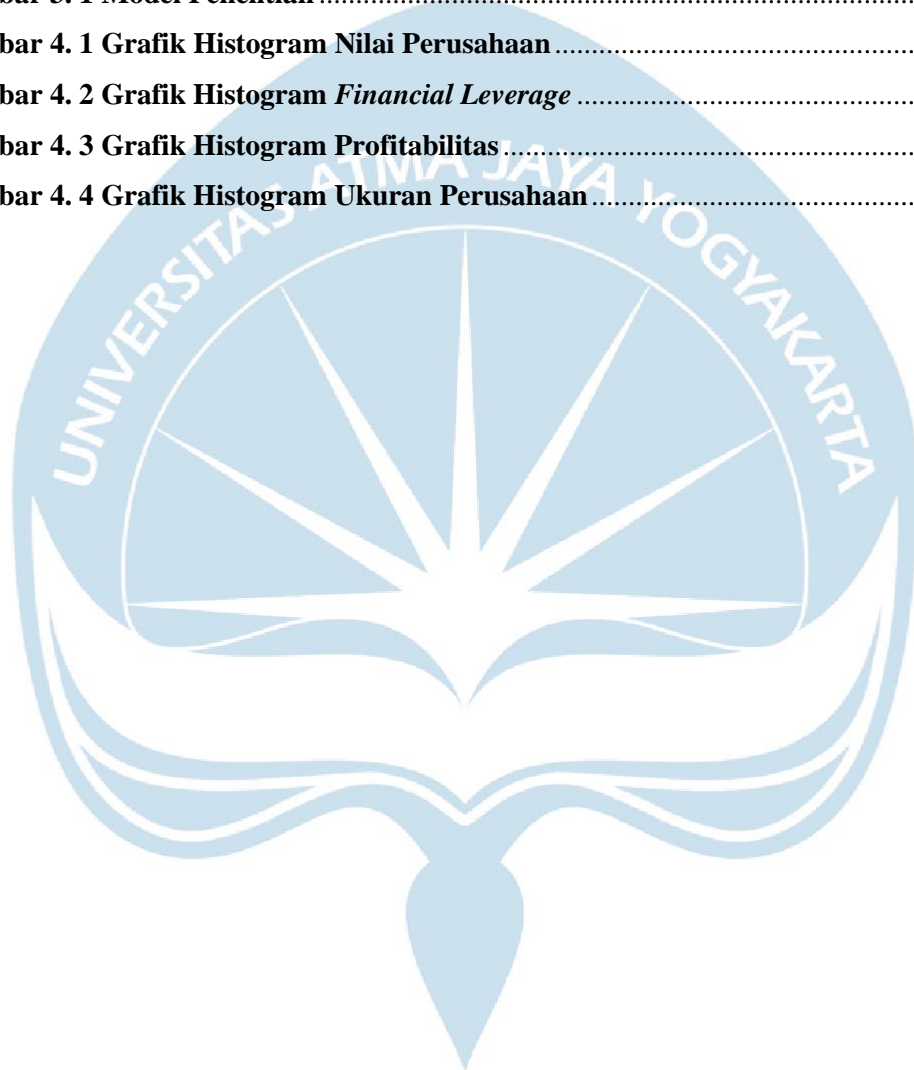 bar 3. 1 Model Penelitian ........................................................................................
bar 4. 1 Grafik Histogram Nilai Perusahaan ................................................
bar 4. 2 Grafik Histogram Financial Leverage .............................................
bar 4. 3 Grafik Histogram Profitabilitas ........................................................
bar 4. 4 Grafik Histogram Ukuran Perusahaan ...........................................
UNIVERSITAS ATMA JAYA YOGYAKARTA